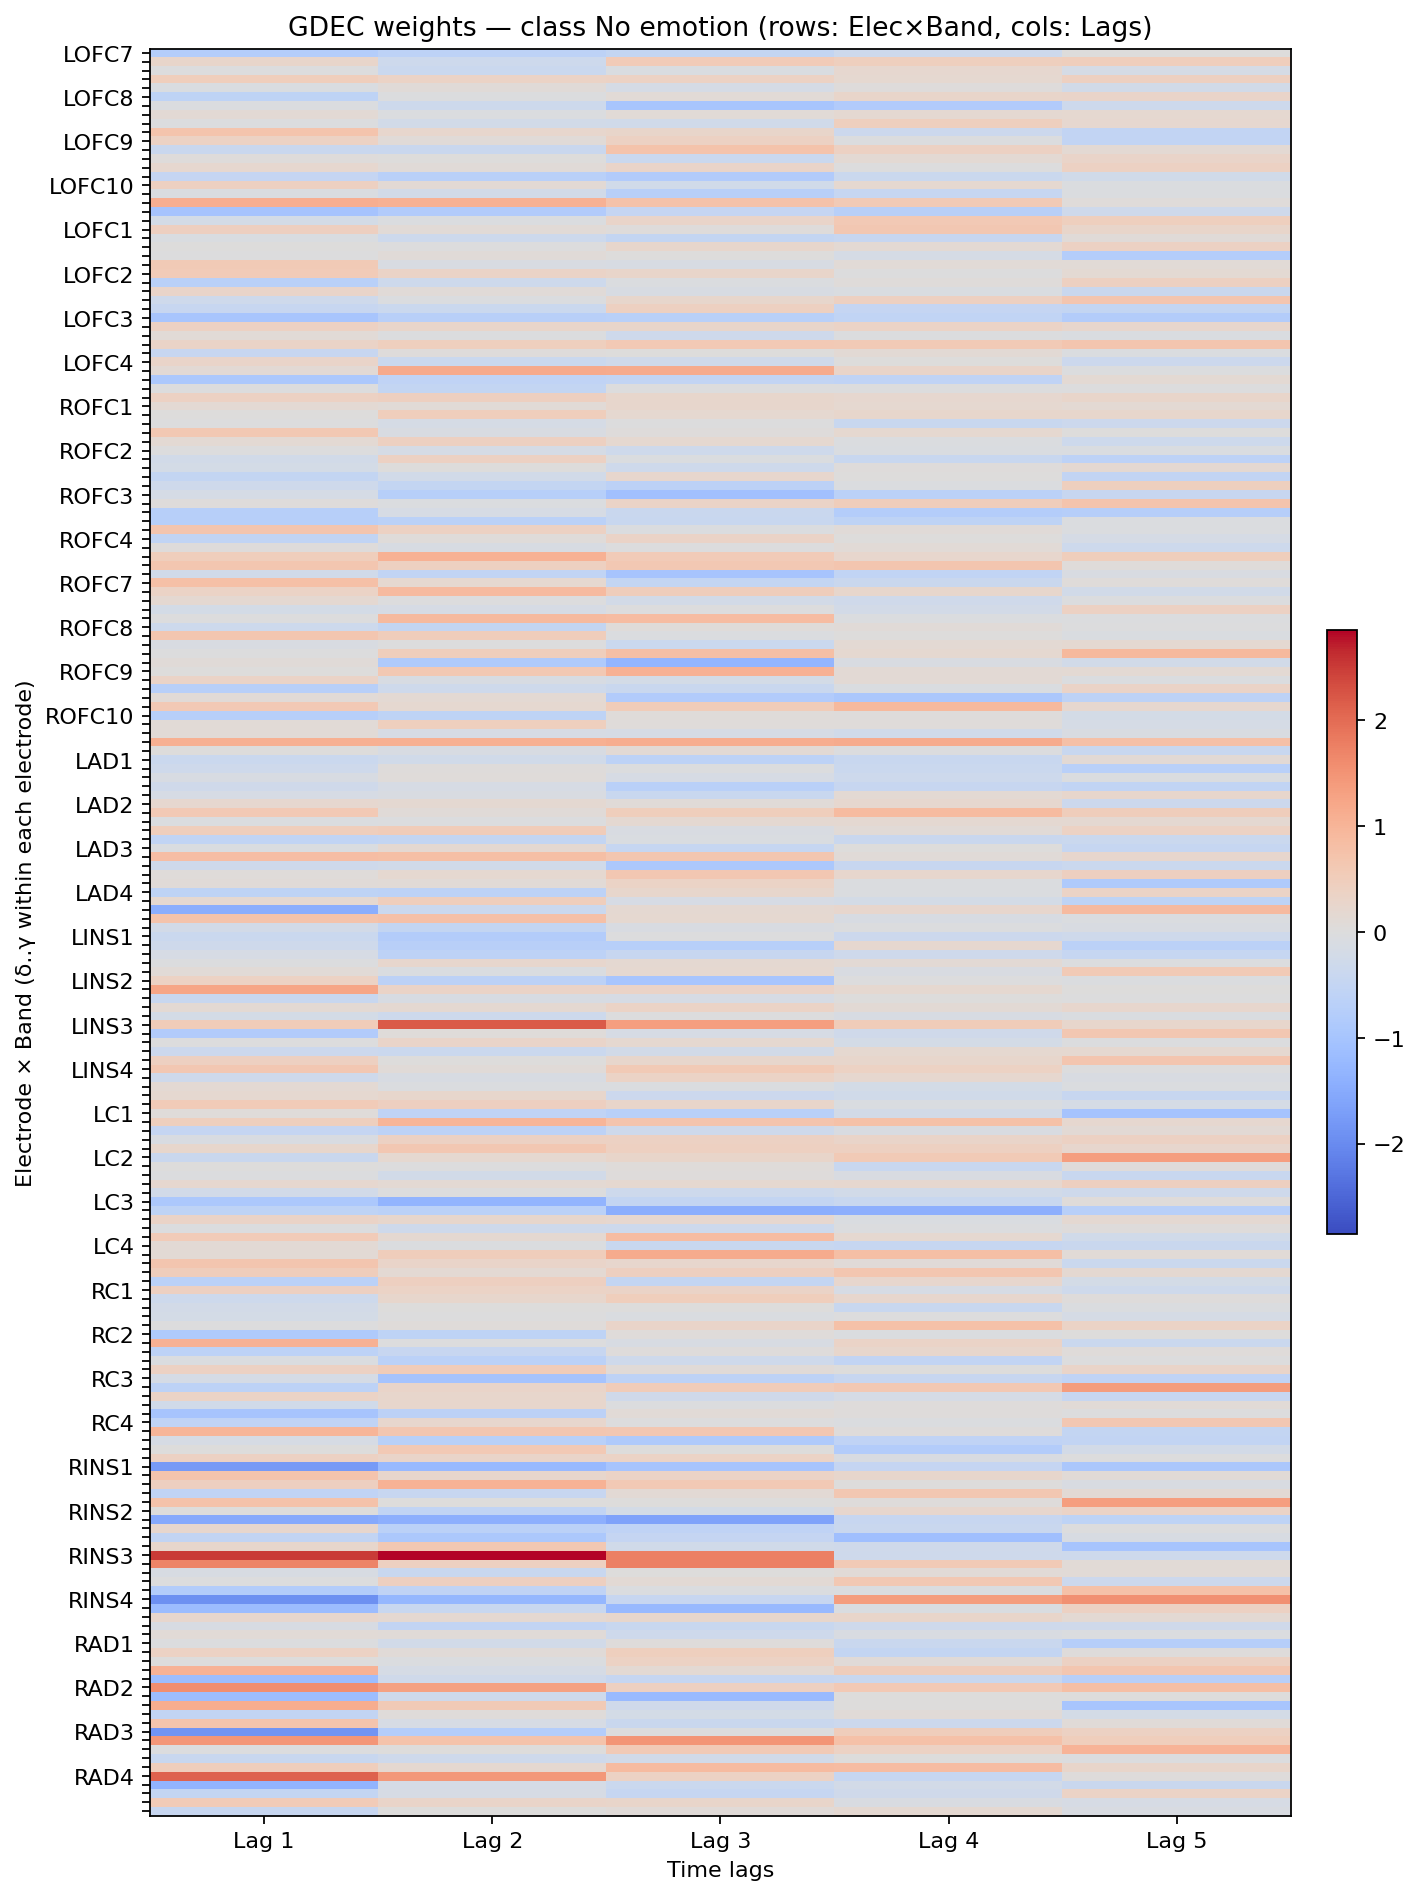 GDEC weights — class No emotion (rows: Elec×Band, cols: Lags)
LOFC7
LOFC8
LOFC9
LOFC10
LOFC1
LOFC2
LOFC3
LOFC4
ROFC1
ROFC2
ROFC3
ROFC4
ROFC7
ROFC8
ROFC9
ROFC10
LAD1
LAD2
LAD3
LAD4
LINS1
LINS2
LINS3
LINS4
LC1
LC2
LC3
LC4
RC1
RC2
RC3
RC4
RINS1
RINS2
RINS3
RINS4
RAD1
RAD2
RAD3
RAD4
Electrode × Band (δ..γ within each electrode)
Lag 1 Lag 2 Lag 3 Lag 4 Lag 5
Time lags
2
1
0
−1
−2